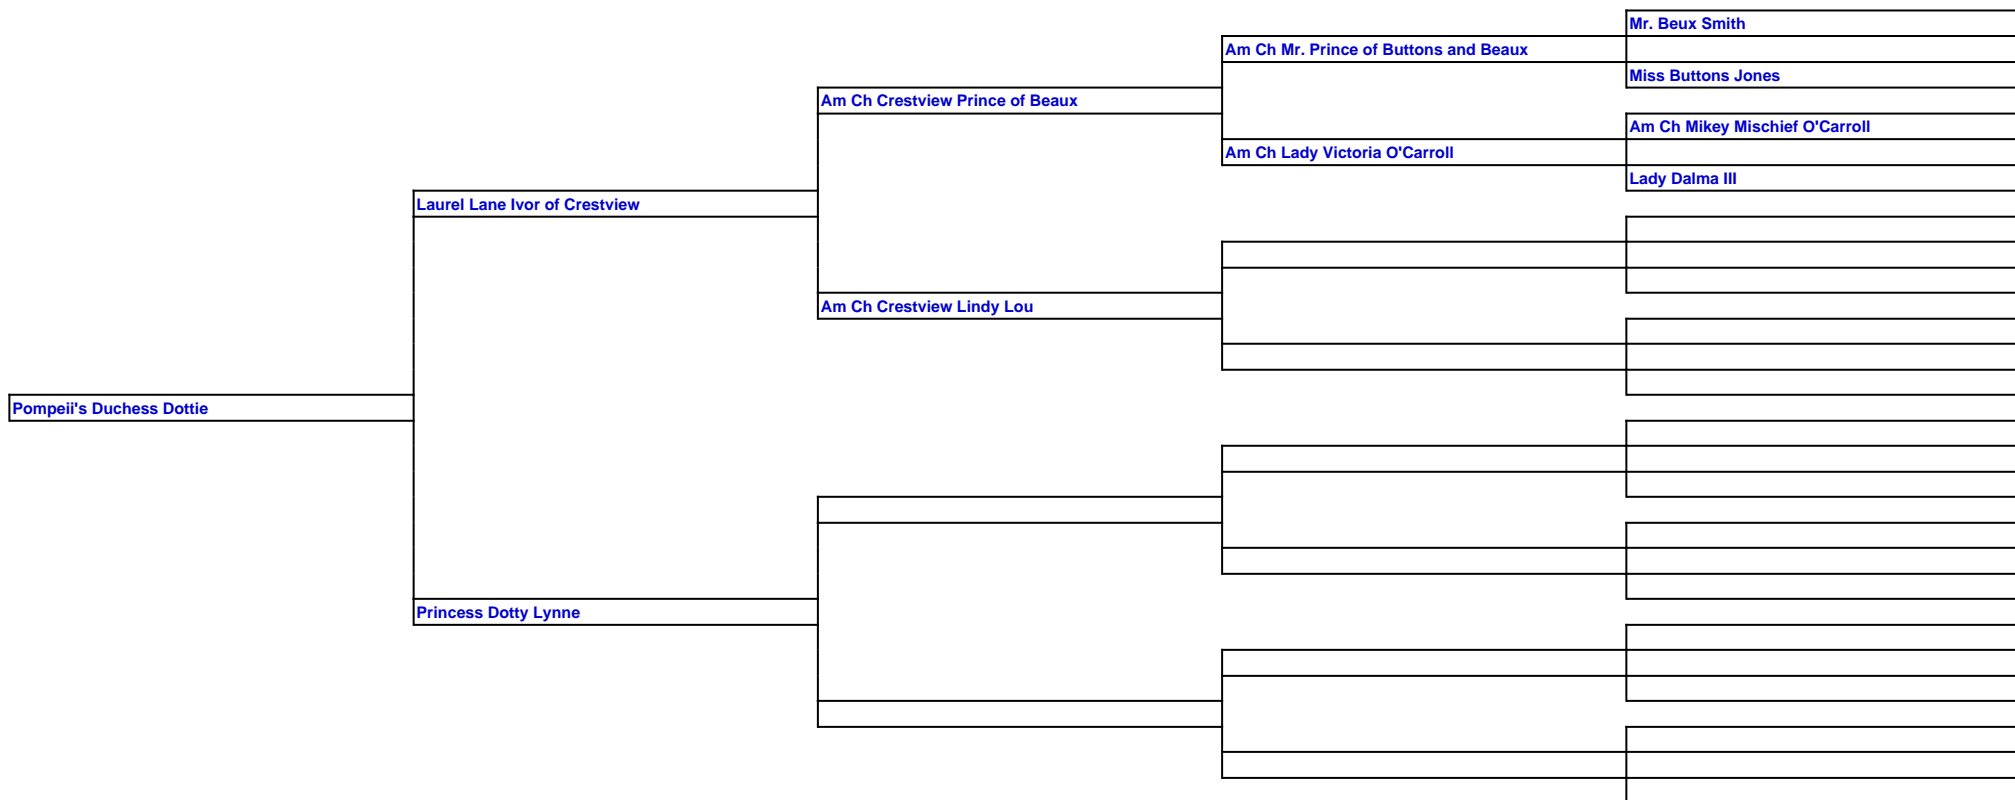 Mr. Beux Smith
Am Ch Mr. Prince of Buttons and Beaux
Miss Buttons Jones
Am Ch Crestview Prince of Beaux
Am Ch Mikey Mischief O'Carroll
Am Ch Lady Victoria O'Carroll
Lady Dalma III
Laurel Lane Ivor of Crestview
Am Ch Crestview Lindy Lou
Pompeii's Duchess Dottie
Princess Dotty Lynne